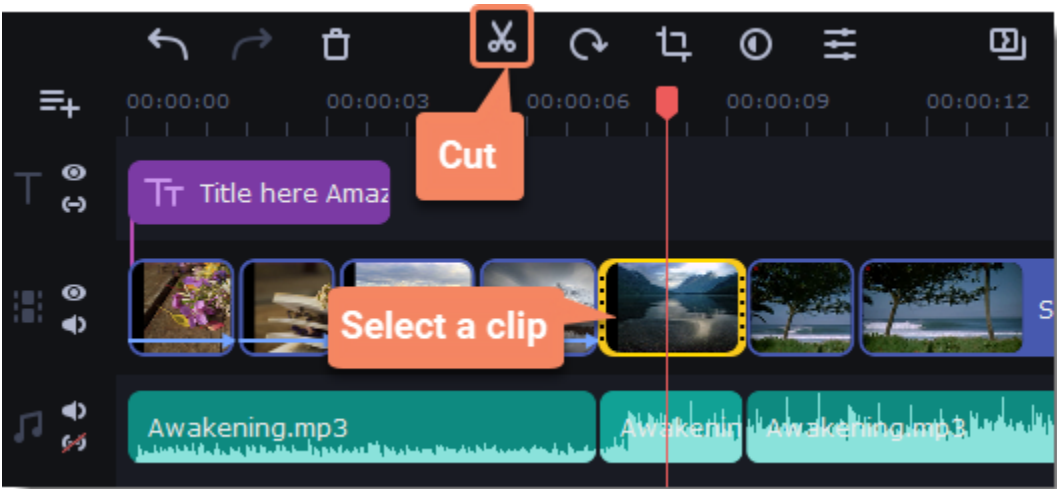 00:00:00 00:00:03 00:00:06 00:00:09 00:00:12
Cut
T
TT Title here Amaz
Select a clip
S
Awakening.mp3 Awakenin Awakening.mp3